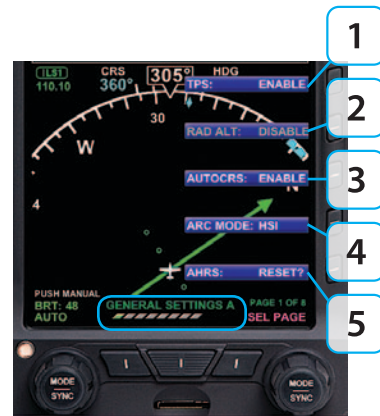 1
ILS1 CRS 305° HDG
110.10 360°
TPS: ENABLE
30
2
RAD ALT: DISABLE
W
3
AUTOCRS: ENABLE
N
4
ARC MODE: HSI
4
AHRS: RESET?
5
PUSH MANUAL
BRT: 48 GENERAL SETTINGS A PAGE 1 OF 8
AUTO SEL PAGE
MODE MODE
SYNC SYNC